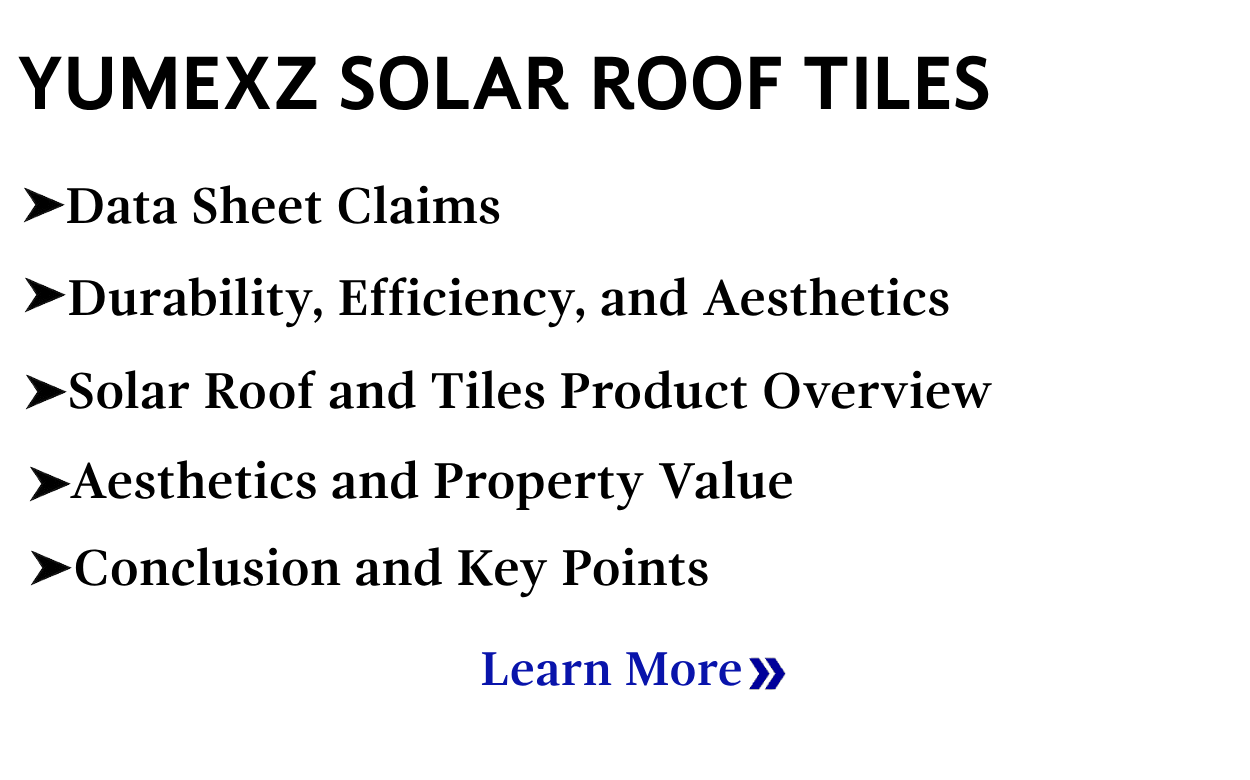 YUMEXZ SOLAR ROOF TILES
➤Data Sheet Claims
➤Durability, Efficiency, and Aesthetics
➤Solar Roof and Tiles Product Overview
➤Aesthetics and Property Value
➤Conclusion and Key Points
Learn More»